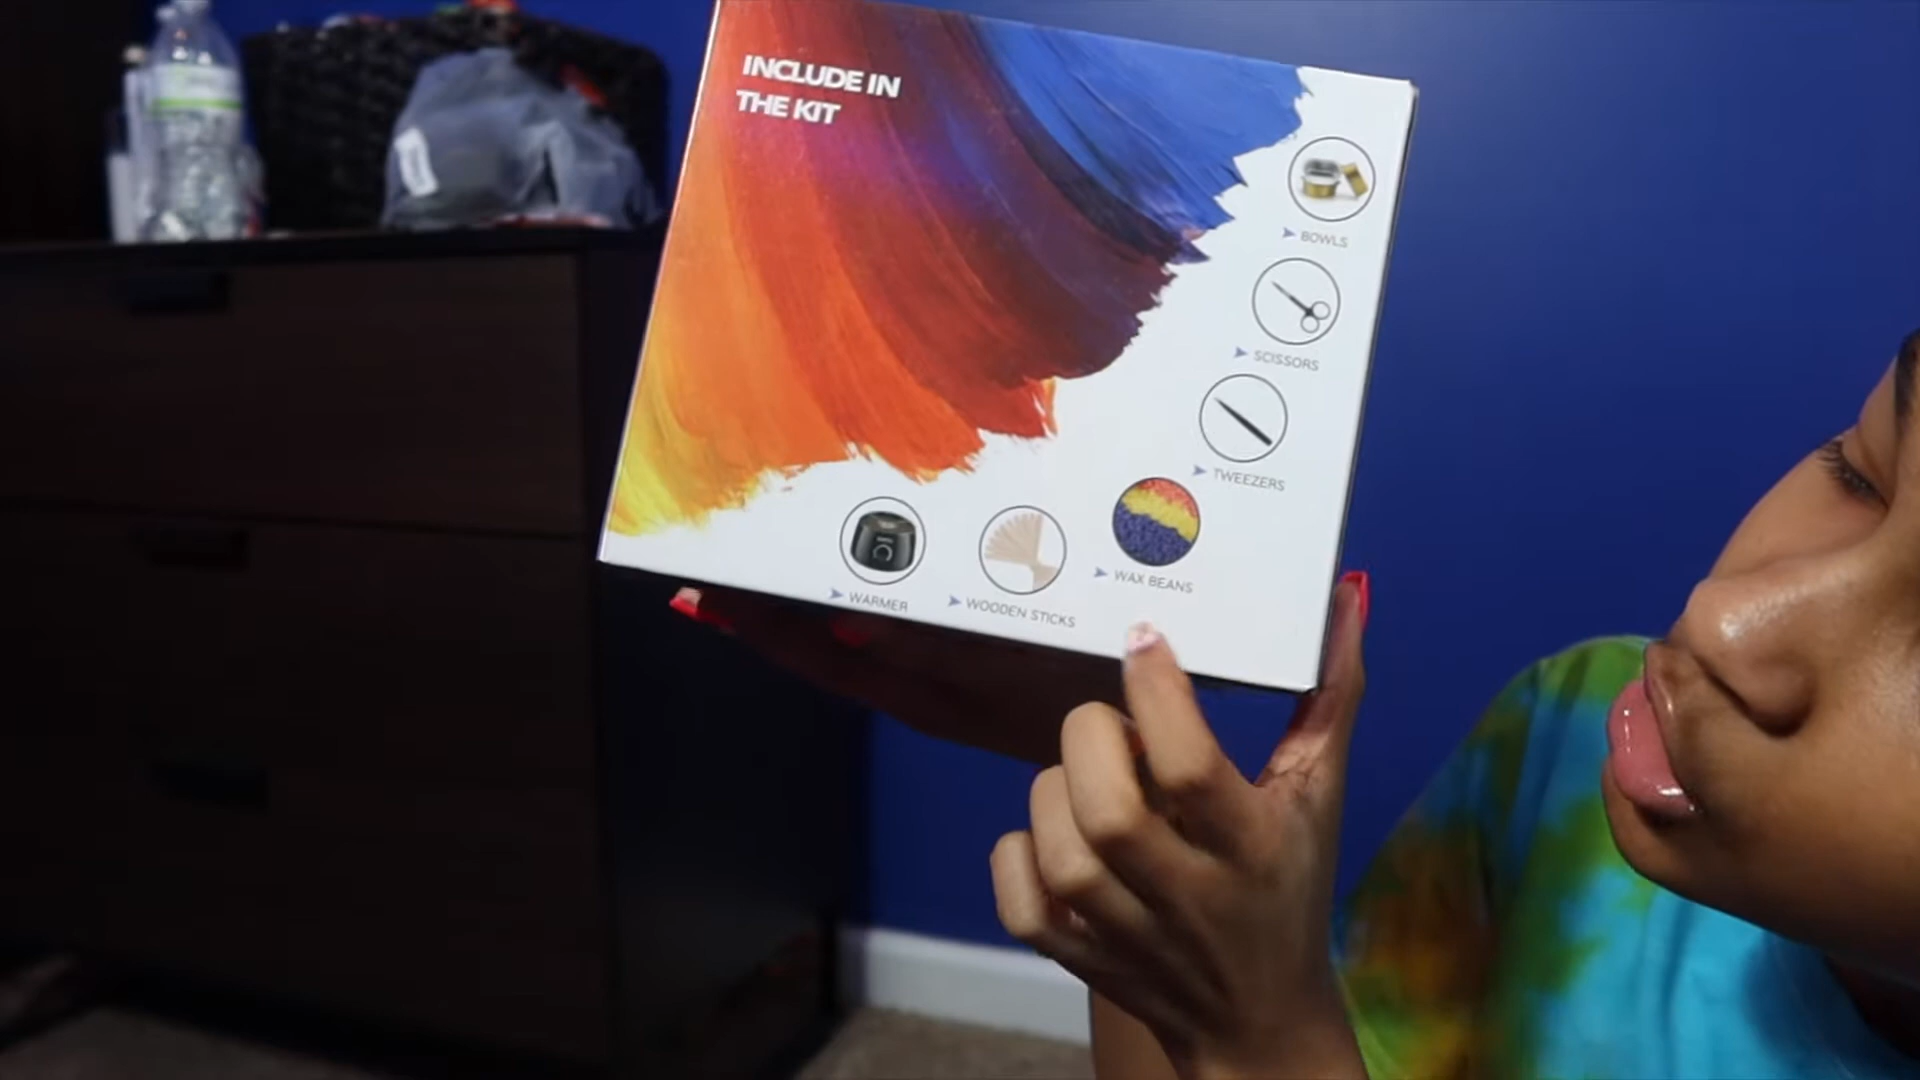 INCLUDE IN
THE KIT
BOWLS
SCISSORS
TWEEZERS
WAX BEANS
WOODEN STICKS
WARMER